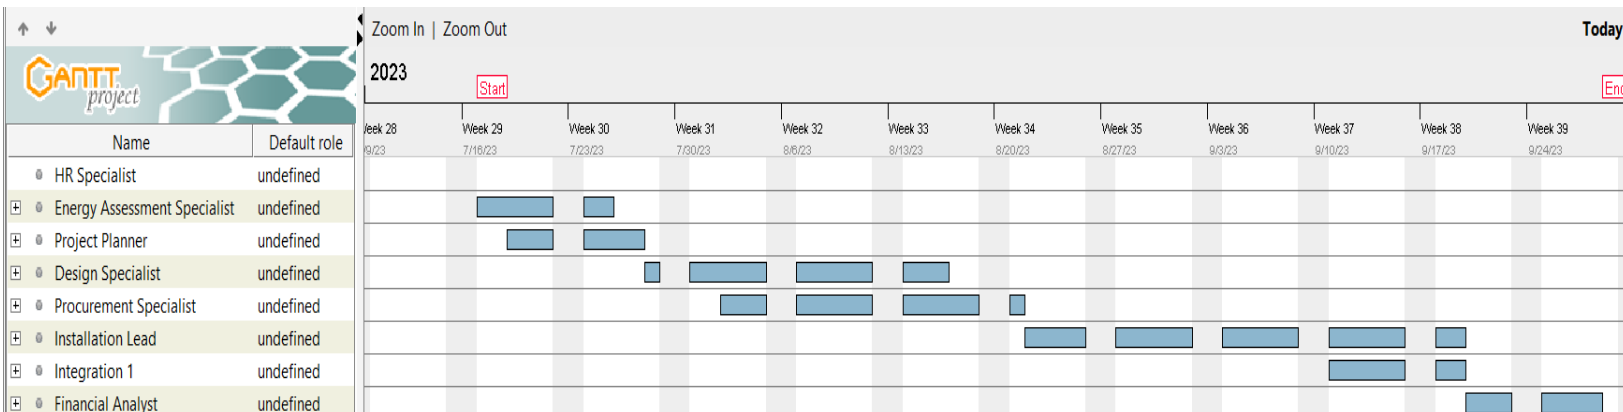 Zoom In | Zoom Out
Today
2023
Start
GANTT
project
Name Default role
Week 29 Week 30 Week 31 Week 32 Week 33 Week 34 Week 35 Week 36 Week 37 Week 38 Week 39
7/16/23 7/23/23 7/30/23 8/6/23 8/13/23 8/20/23 8/27/23 9/3/23 9/10/23 9/17/23 9/24/23
HR Specialist undefined
Energy Assessment Specialist undefined
Project Planner undefined
Design Specialist undefined
Procurement Specialist undefined
Installation Lead undefined
Integration 1 undefined
Financial Analyst undefined